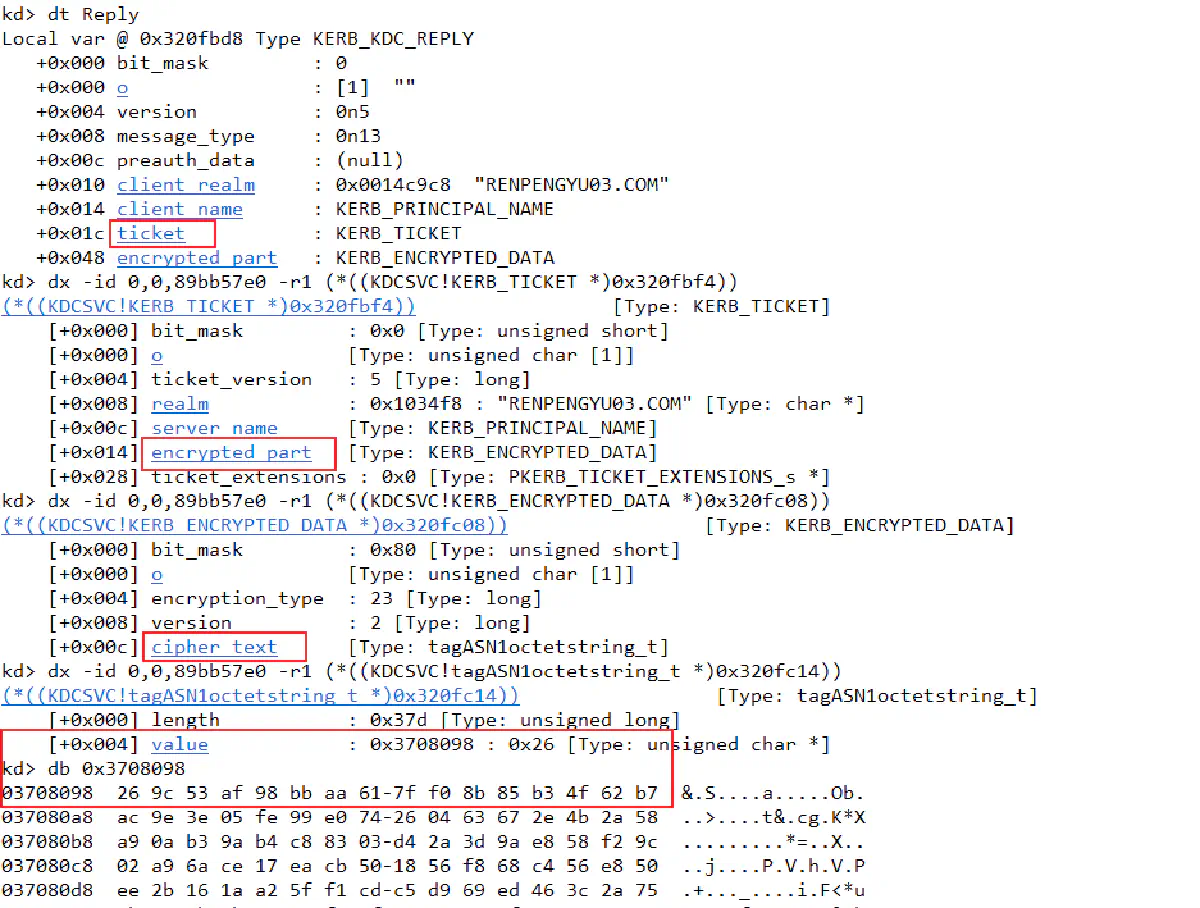 kd> dt Reply
Local var @ 0x320fbd8 Type KERB_KDC_REPLY
+0x000 bit_mask : 0
+0x000 o : [1] ""
+0x004 version : 0n5
+0x008 message_type : 0n13
+0x00c preauth_data : (null)
+0x010 client_realm : 0x0014c9c8 "RENPENGYU03.COM"
+0x014 client_name : KERB_PRINCIPAL_NAME
+0x01c ticket : KERB_TICKET
+0x048 encrypted_part : KERB_ENCRYPTED_DATA
kd> dx -id 0,0,89bb57e0 -r1 (*((KDCSVC!KERB_TICKET *)0x320fbf4))
(*((KDCSVC!KERB_TICKET *)0x320fbf4)) [Type: KERB_TICKET]
[+0x000] bit_mask : 0x0 [Type: unsigned short]
[+0x000] o [Type: unsigned char [1]]
[+0x004] ticket_version : 5 [Type: long]
[+0x008] realm : 0x1034f8 : "RENPENGYU03.COM" [Type: char *]
[+0x00c] server_name [Type: KERB_PRINCIPAL_NAME]
[+0x014] encrypted_part [Type: KERB_ENCRYPTED_DATA]
[+0x028] ticket_extensions : 0x0 [Type: PKERB_TICKET_EXTENSIONS_s *]
kd> dx -id 0,0,89bb57e0 -r1 (*((KDCSVC!KERB_ENCRYPTED_DATA *)0x320fc08))
(*((KDCSVC!KERB_ENCRYPTED_DATA *)0x320fc08)) [Type: KERB_ENCRYPTED_DATA]
[+0x000] bit_mask : 0x80 [Type: unsigned short]
[+0x000] o [Type: unsigned char [1]]
[+0x004] encryption_type : 23 [Type: long]
[+0x008] version : 2 [Type: long]
[+0x00c] cipher_text [Type: tagASN1octetstring_t]
kd> dx -id 0,0,89bb57e0 -r1 (*((KDCSVC!tagASN1octetstring_t *)0x320fc14))
(*((KDCSVC!tagASN1octetstring_t *)0x320fc14)) [Type: tagASN1octetstring_t]
[+0x000] length : 0x37d [Type: unsigned long]
[+0x004] value : 0x3708098 : 0x26 [Type: unsigned char *]
kd> db 0x3708098
03708098 26 9c 53 af 98 bb aa 61-7f f0 8b 85 b3 4f 62 b7 &.S....a.....Ob.
037080a8 ac 9e 3e 05 fe 99 e0 74-26 04 63 67 2e 4b 2a 58 ..>....t&.cg.K*X
037080b8 a9 0a b3 9a b4 c8 83 03-d4 2a 3d 9a e8 58 f2 9c .........*=..X..
037080c8 02 a9 6a ce 17 ea cb 50-18 56 f8 68 c4 56 e8 50 ..j....P.V.h.V.P
037080d8 ee 2b 16 1a a2 5f f1 cd-c5 d9 69 ed 46 3c 2a 75 .+..._....i.F<*u